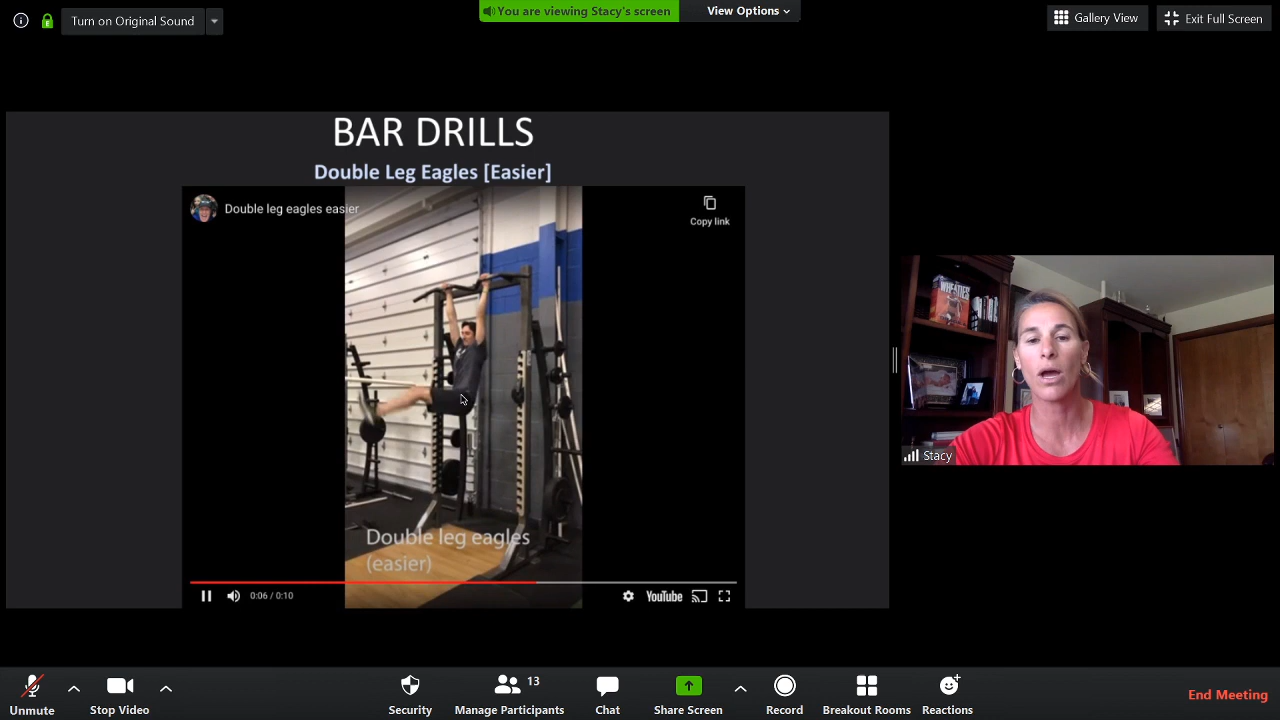 Turn on Original Sound
You are viewing Stacy's screen
View Options
Gallery View
Exit Full Screen
BAR DRILLS
Double Leg Eagles [Easier]
Double leg eagles easier
Copy link
WHEATIES
Stacy
Double leg eagles
(easier)
0:06 / 0:10
YouTube
Unmute
Stop Video
Security
Manage Participants
13
Chat
Share Screen
Record
Breakout Rooms
Reactions
End Meeting